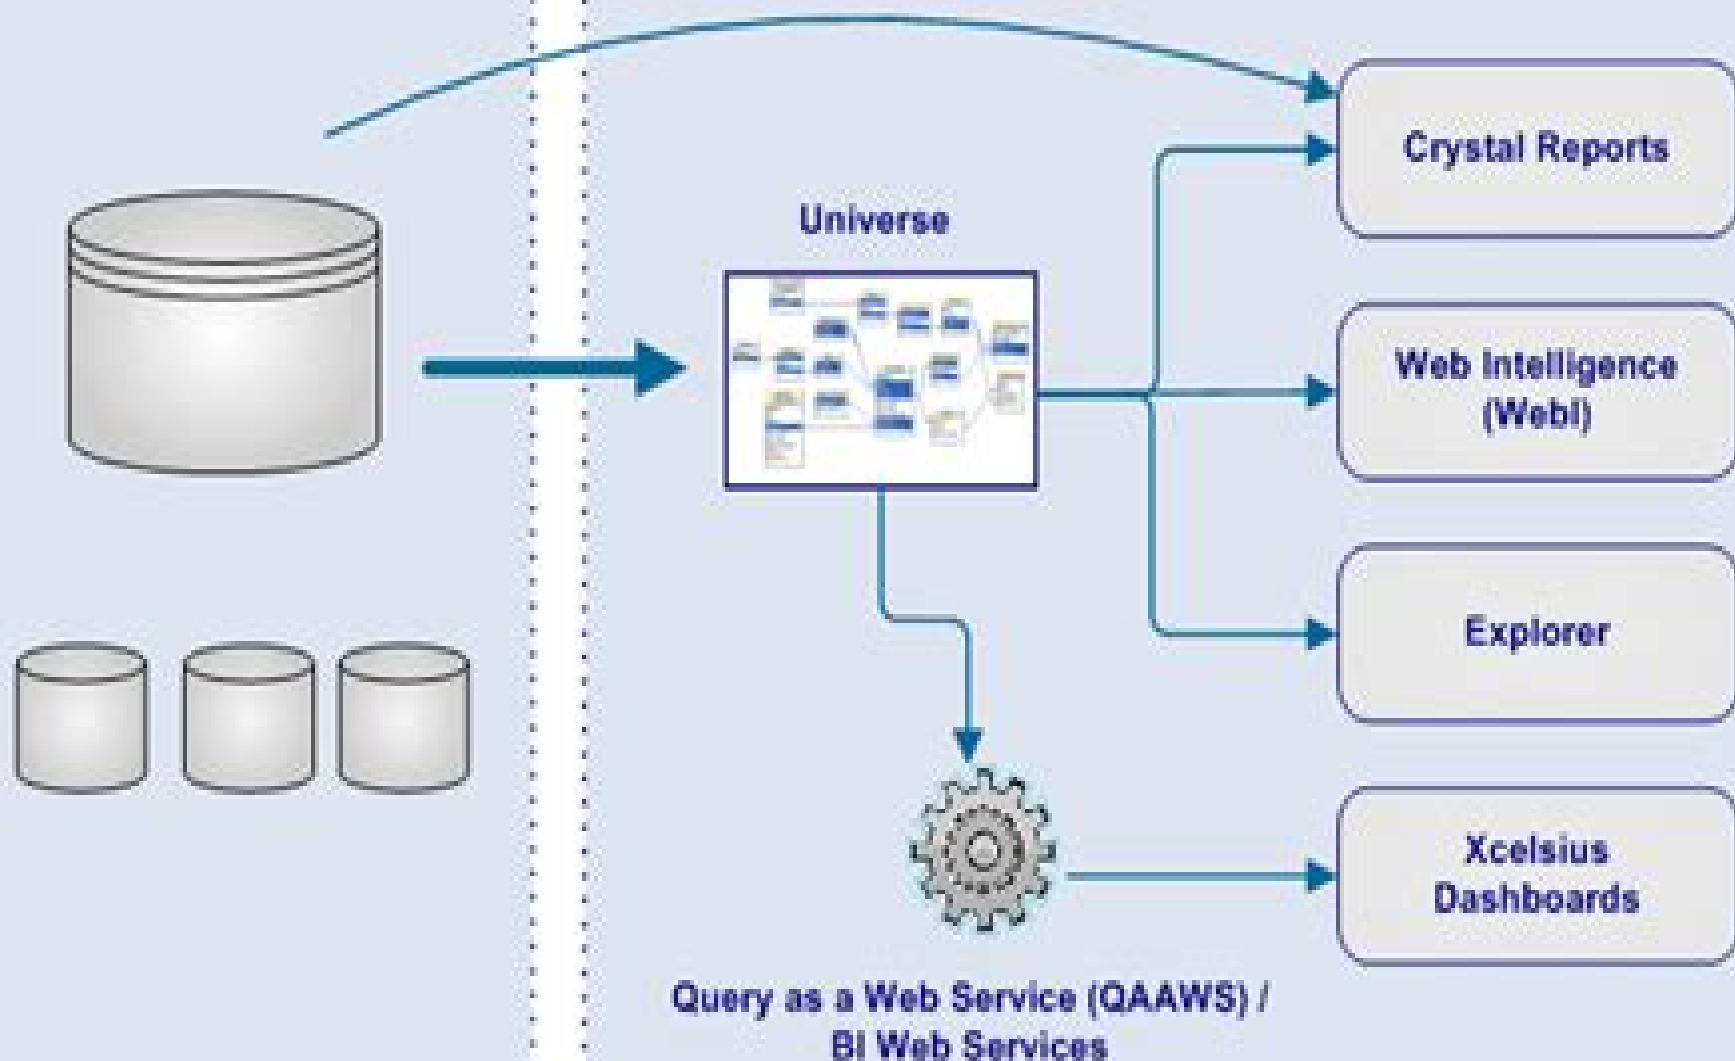 Crystal Reports
Universe
Web Intelligence
(WebI)
Explorer
Xcelsius
Dashboards
Query as a Web Service (QAAWS) /
BI Web Services